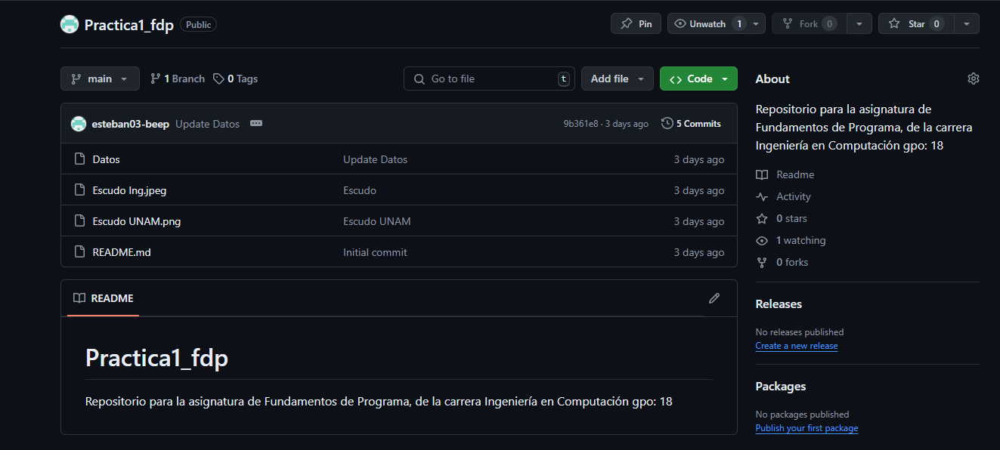 Practica1_fdp Public Pin Unwatch 1 Fork 0 Star 0
main 1 Branch 0 Tags Go to file t Add file Code
esteban03-beep Update Datos 9b361e8 · 3 days ago 5 Commits
Datos Update Datos 3 days ago
Escudo Ing.jpeg Escudo 3 days ago
Escudo UNAM.png Escudo UNAM 3 days ago
README.md Initial commit 3 days ago
README
Practica1_fdp
Repositorio para la asignatura de Fundamentos de Programa, de la carrera Ingeniería en Computación gpo: 18
About
Repositorio para la asignatura de
Fundamentos de Programa, de la carrera
Ingeniería en Computación gpo: 18
Readme
Activity
0 stars
1 watching
0 forks
Releases
No releases published
Create a new release
Packages
No packages published
Publish your first package